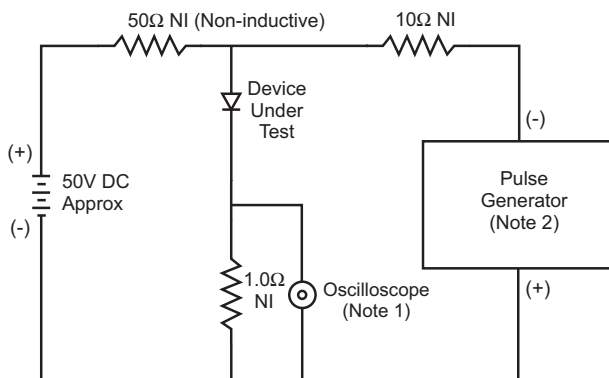 50Ω NI (Non-inductive)
10Ω NI
Device
Under
Test
(-)
(+)
50V DC
Approx
(-)
Pulse
Generator
(Note 2)
1.0Ω
NI
Oscilloscope
(Note 1)
(+)